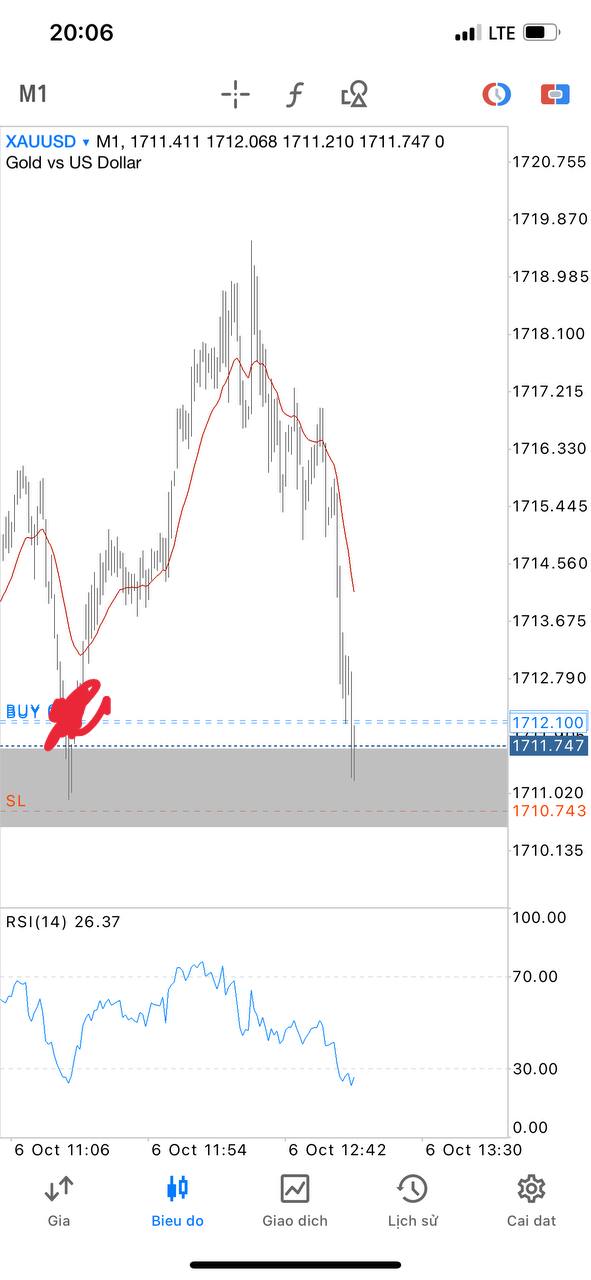 20:06
LTE
M1
XAUUSD ▾ M1, 1711.411 1712.068 1711.210 1711.747 0
Gold vs US Dollar
1720.755
1719.870
1718.985
1718.100
1717.215
1716.330
1715.445
1714.560
1713.675
1712.790
BUY
1712.100
1711.747
1711.020
SL
1710.743
1710.135
RSI(14) 26.37
100.00
70.00
30.00
0.00
6 Oct 11:06
6 Oct 11:54
6 Oct 12:42
6 Oct 13:30
Gia
Bieu do
Giao dich
Lịch sử
Cai dat